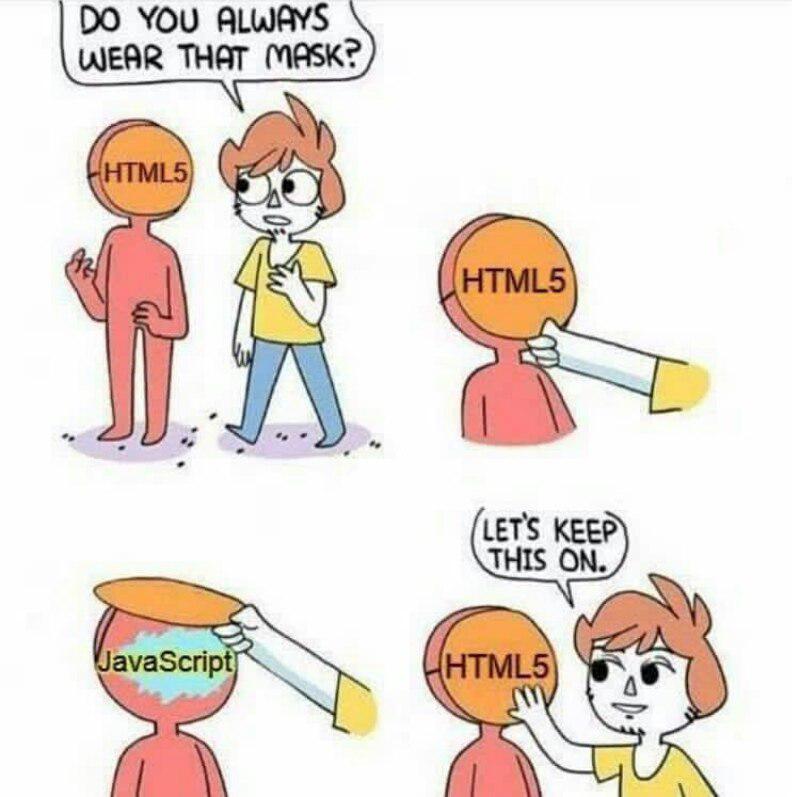 DO YOU ALWAYS
WEAR THAT MASK?
HTML5
HTML5
JavaScript
LET'S KEEP
THIS ON.
HTML5